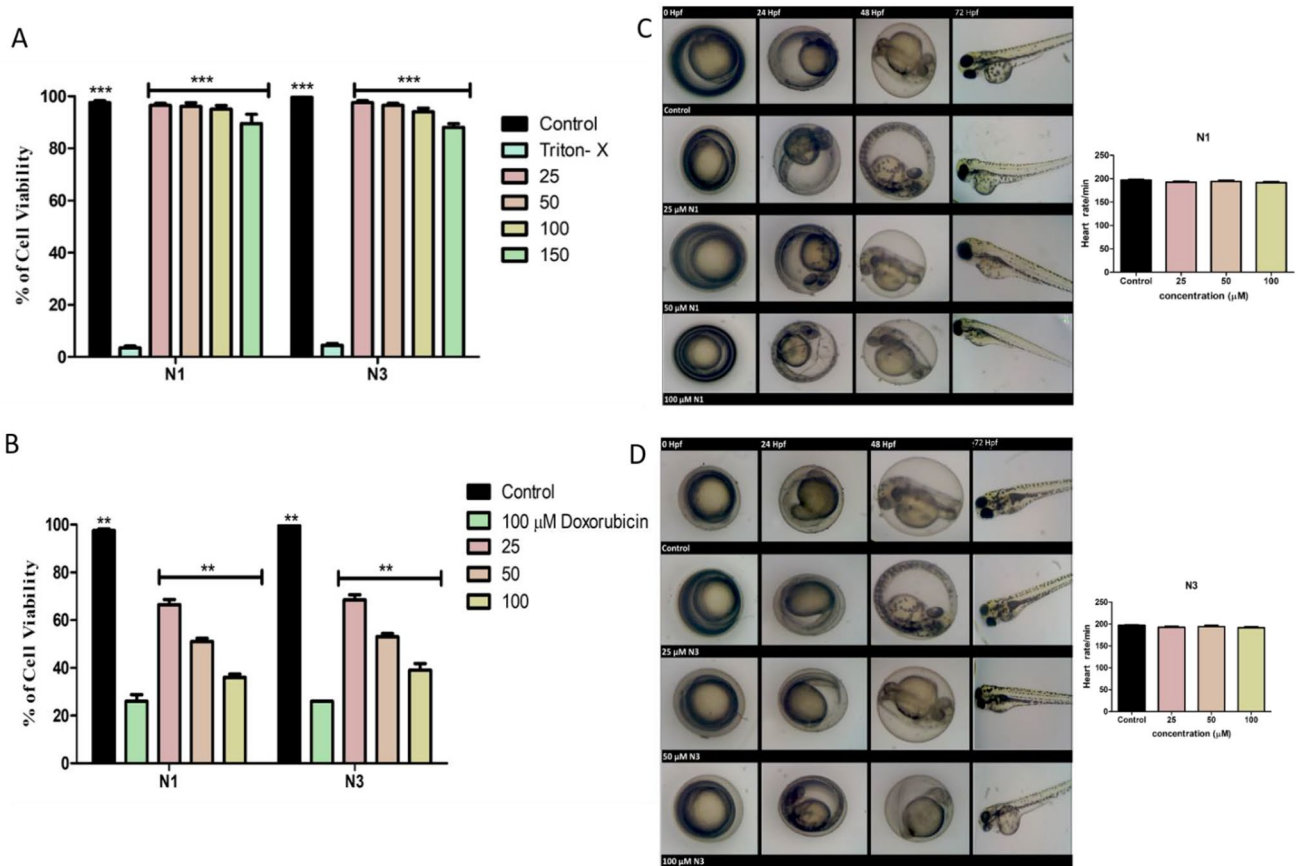 A
% of Cell Viability
100
80
60
40
20
0
***
***
***
***
N1
N3
Control
Triton- X
25
50
100
150
B
% of Cell Viability
100
80
60
40
20
0
**
**
**
**
N1
N3
Control
100 μM Doxorubicin
25
50
100
C
0 Hpf 24 Hpf 48 Hpf 72 Hpf
Control
25 μM N1
50 μM N1
100 μM N1
N1
Heart rate/min
250
200
150
100
50
0
Control 25 50 100
concentration (μM)
D
0 Hpf 24 Hpf 48 Hpf 72 Hpf
Control
25 μM N3
50 μM N3
100 μM N3
N3
Heart rate/min
250
200
150
100
50
0
Control 25 50 100
concentration (μM)